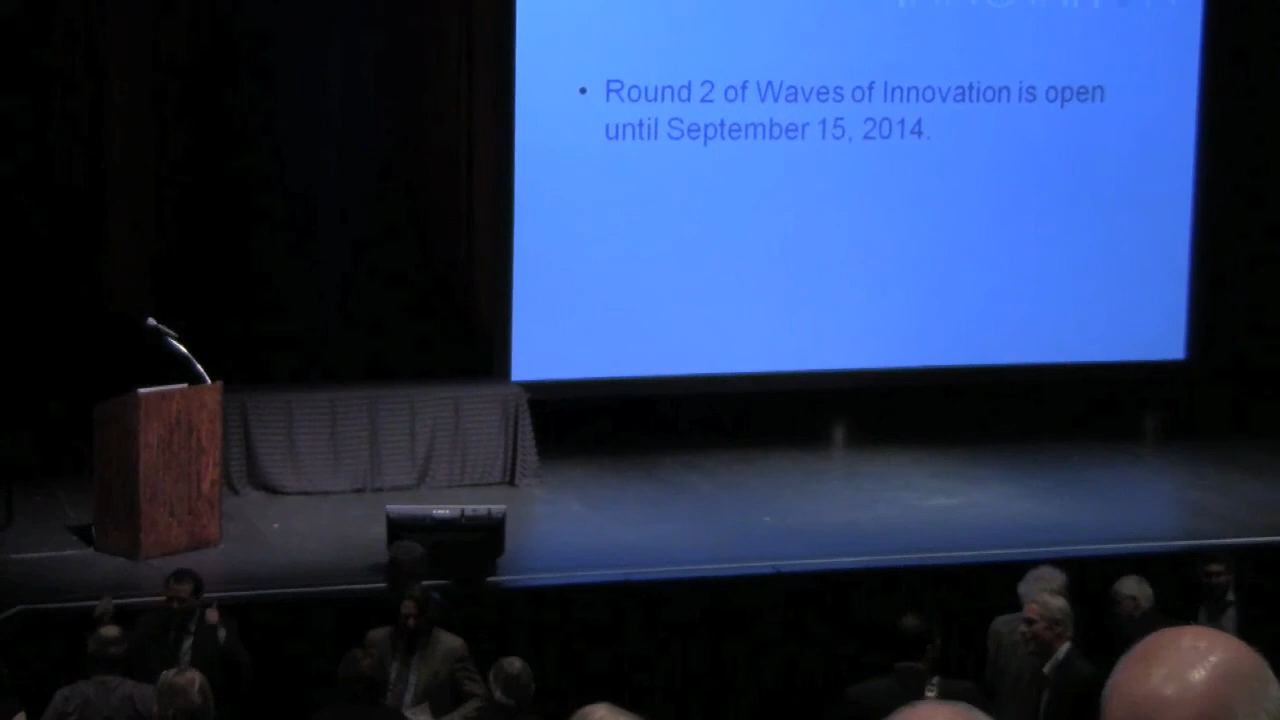 • Round 2 of Waves of Innovation is open
until September 15, 2014.